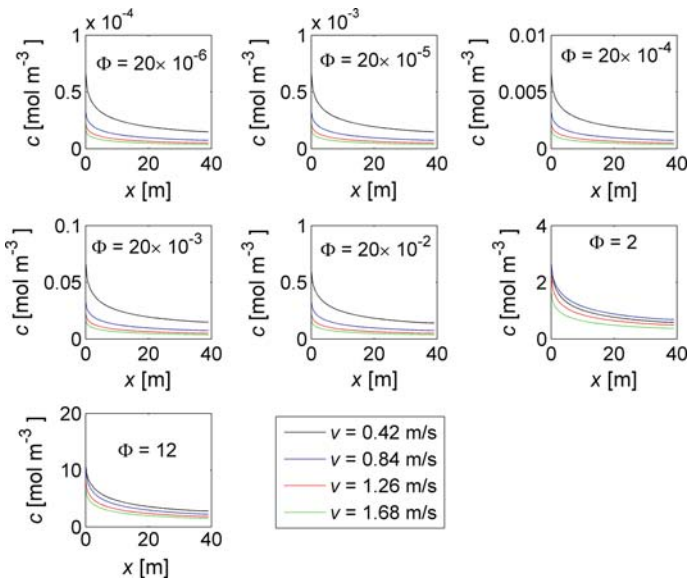 x 10^-4
1
0.5
0
c [mol m^-3]
Φ = 20× 10^-6
0 20 40
x [m]
x 10^-3
1
0.5
0
c [mol m^-3]
Φ = 20× 10^-5
0 20 40
x [m]
0.01
0.005
0
c [mol m^-3]
Φ = 20× 10^-4
0 20 40
x [m]
0.1
0.05
0
c [mol m^-3]
Φ = 20× 10^-3
0 20 40
x [m]
1
0.5
0
c [mol m^-3]
Φ = 20× 10^-2
0 20 40
x [m]
4
2
0
c [mol m^-3]
Φ = 2
0 20 40
x [m]
20
10
0
c [mol m^-3]
Φ = 12
0 20 40
x [m]
v = 0.42 m/s
v = 0.84 m/s
v = 1.26 m/s
v = 1.68 m/s